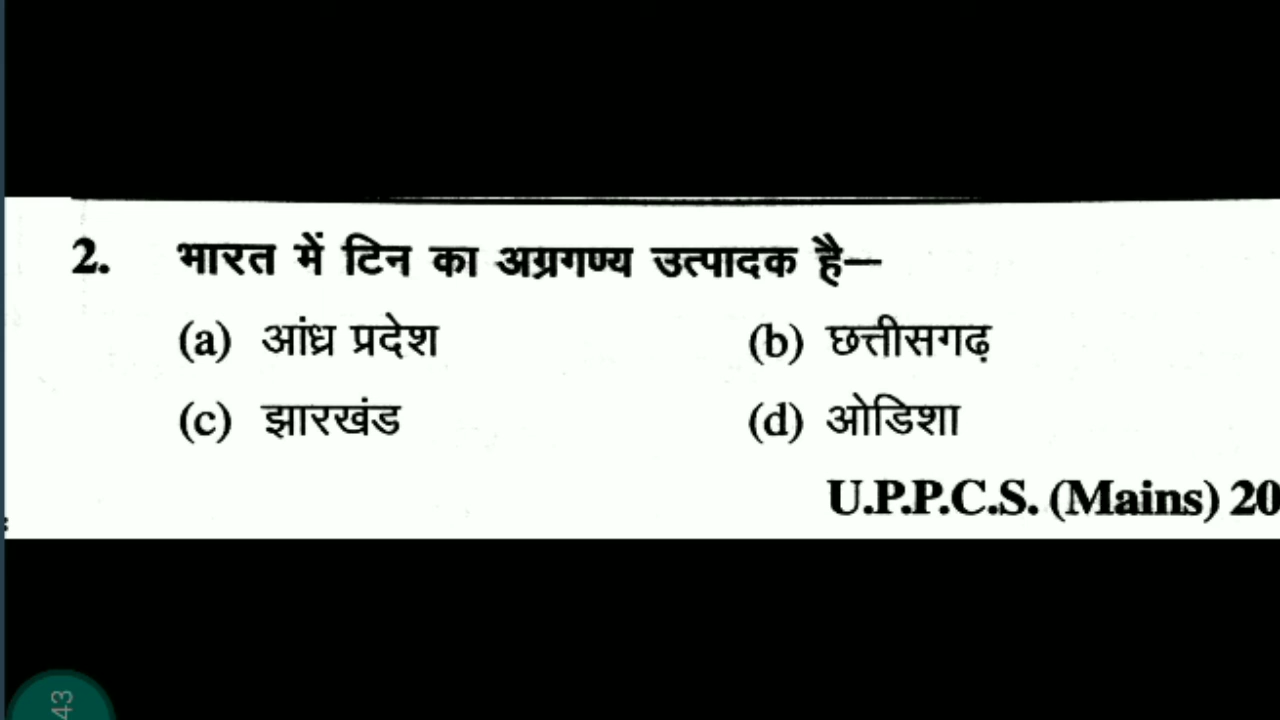 2. भारत में टिन का अग्रगण्य उत्पादक है—
(a) आंध्र प्रदेश (b) छत्तीसगढ़
(c) झारखंड (d) ओडिशा
U.P.P.C.S. (Mains) 20
43